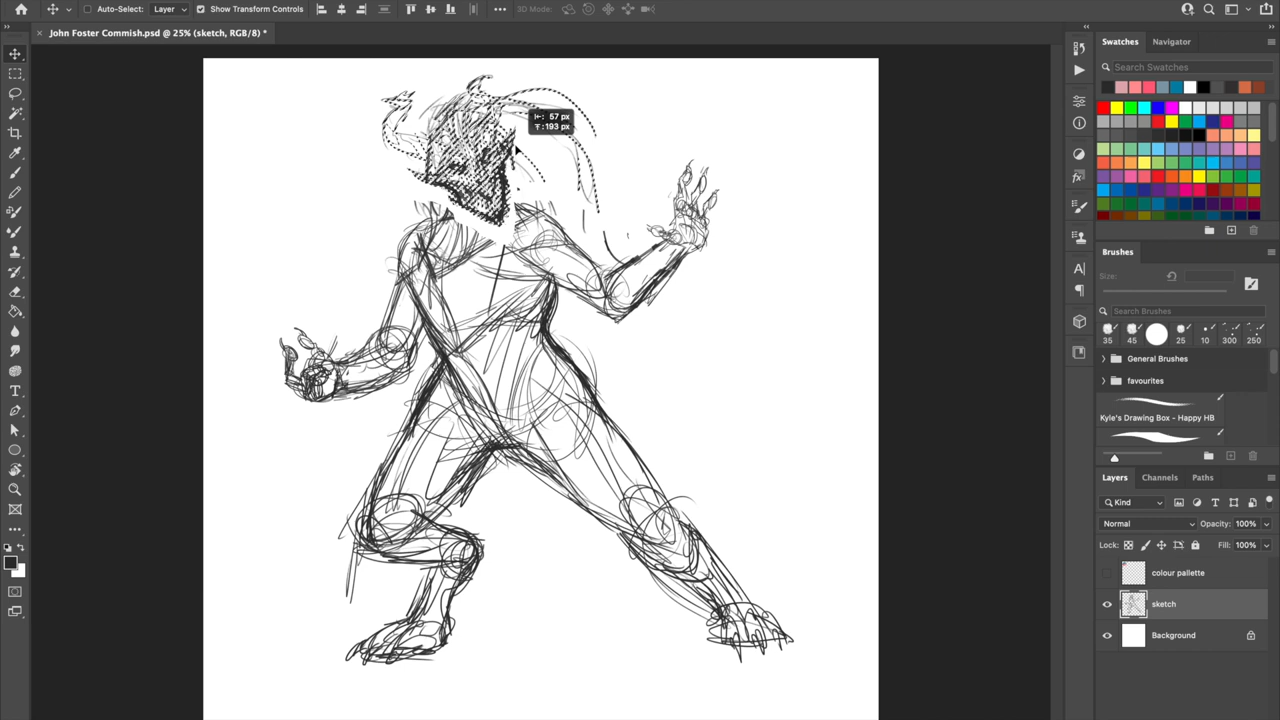 Auto-Select: Layer Show Transform Controls 3D Mode:
× John Foster Commish.psd @ 25% (sketch, RGB/8) *
57 px
193 px
Swatches Navigator
Search Swatches
Brushes
Size:
Search Brushes
35 45 25 10 300 250
General Brushes
favourites
Kyle's Drawing Box - Happy HB
Layers Channels Paths
Kind
Normal Opacity: 100%
Lock: Fill: 100%
colour pallette
sketch
Background